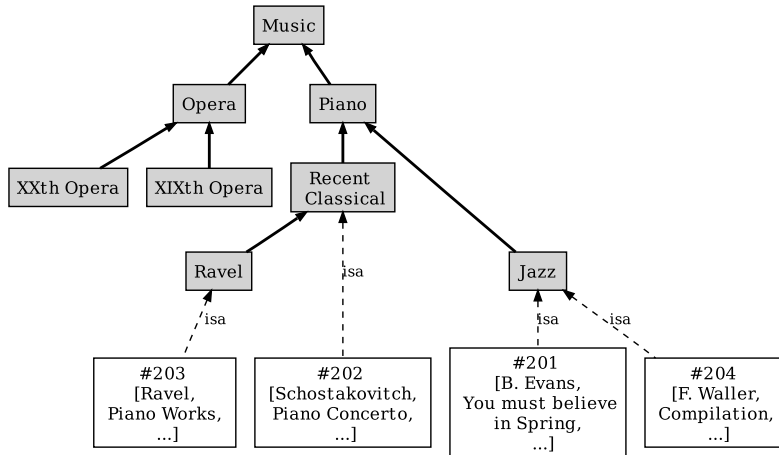 Music
Opera
Piano
XXth Opera
XIXth Opera
Recent
Classical
isa
Ravel
Jazz
isa
isa
isa
#203
[Ravel,
Piano Works,
...]
#202
[Schostakovitch,
Piano Concerto,
...]
#201
[B. Evans,
You must believe
in Spring,
...]
#204
[F. Waller,
Compilation,
...]